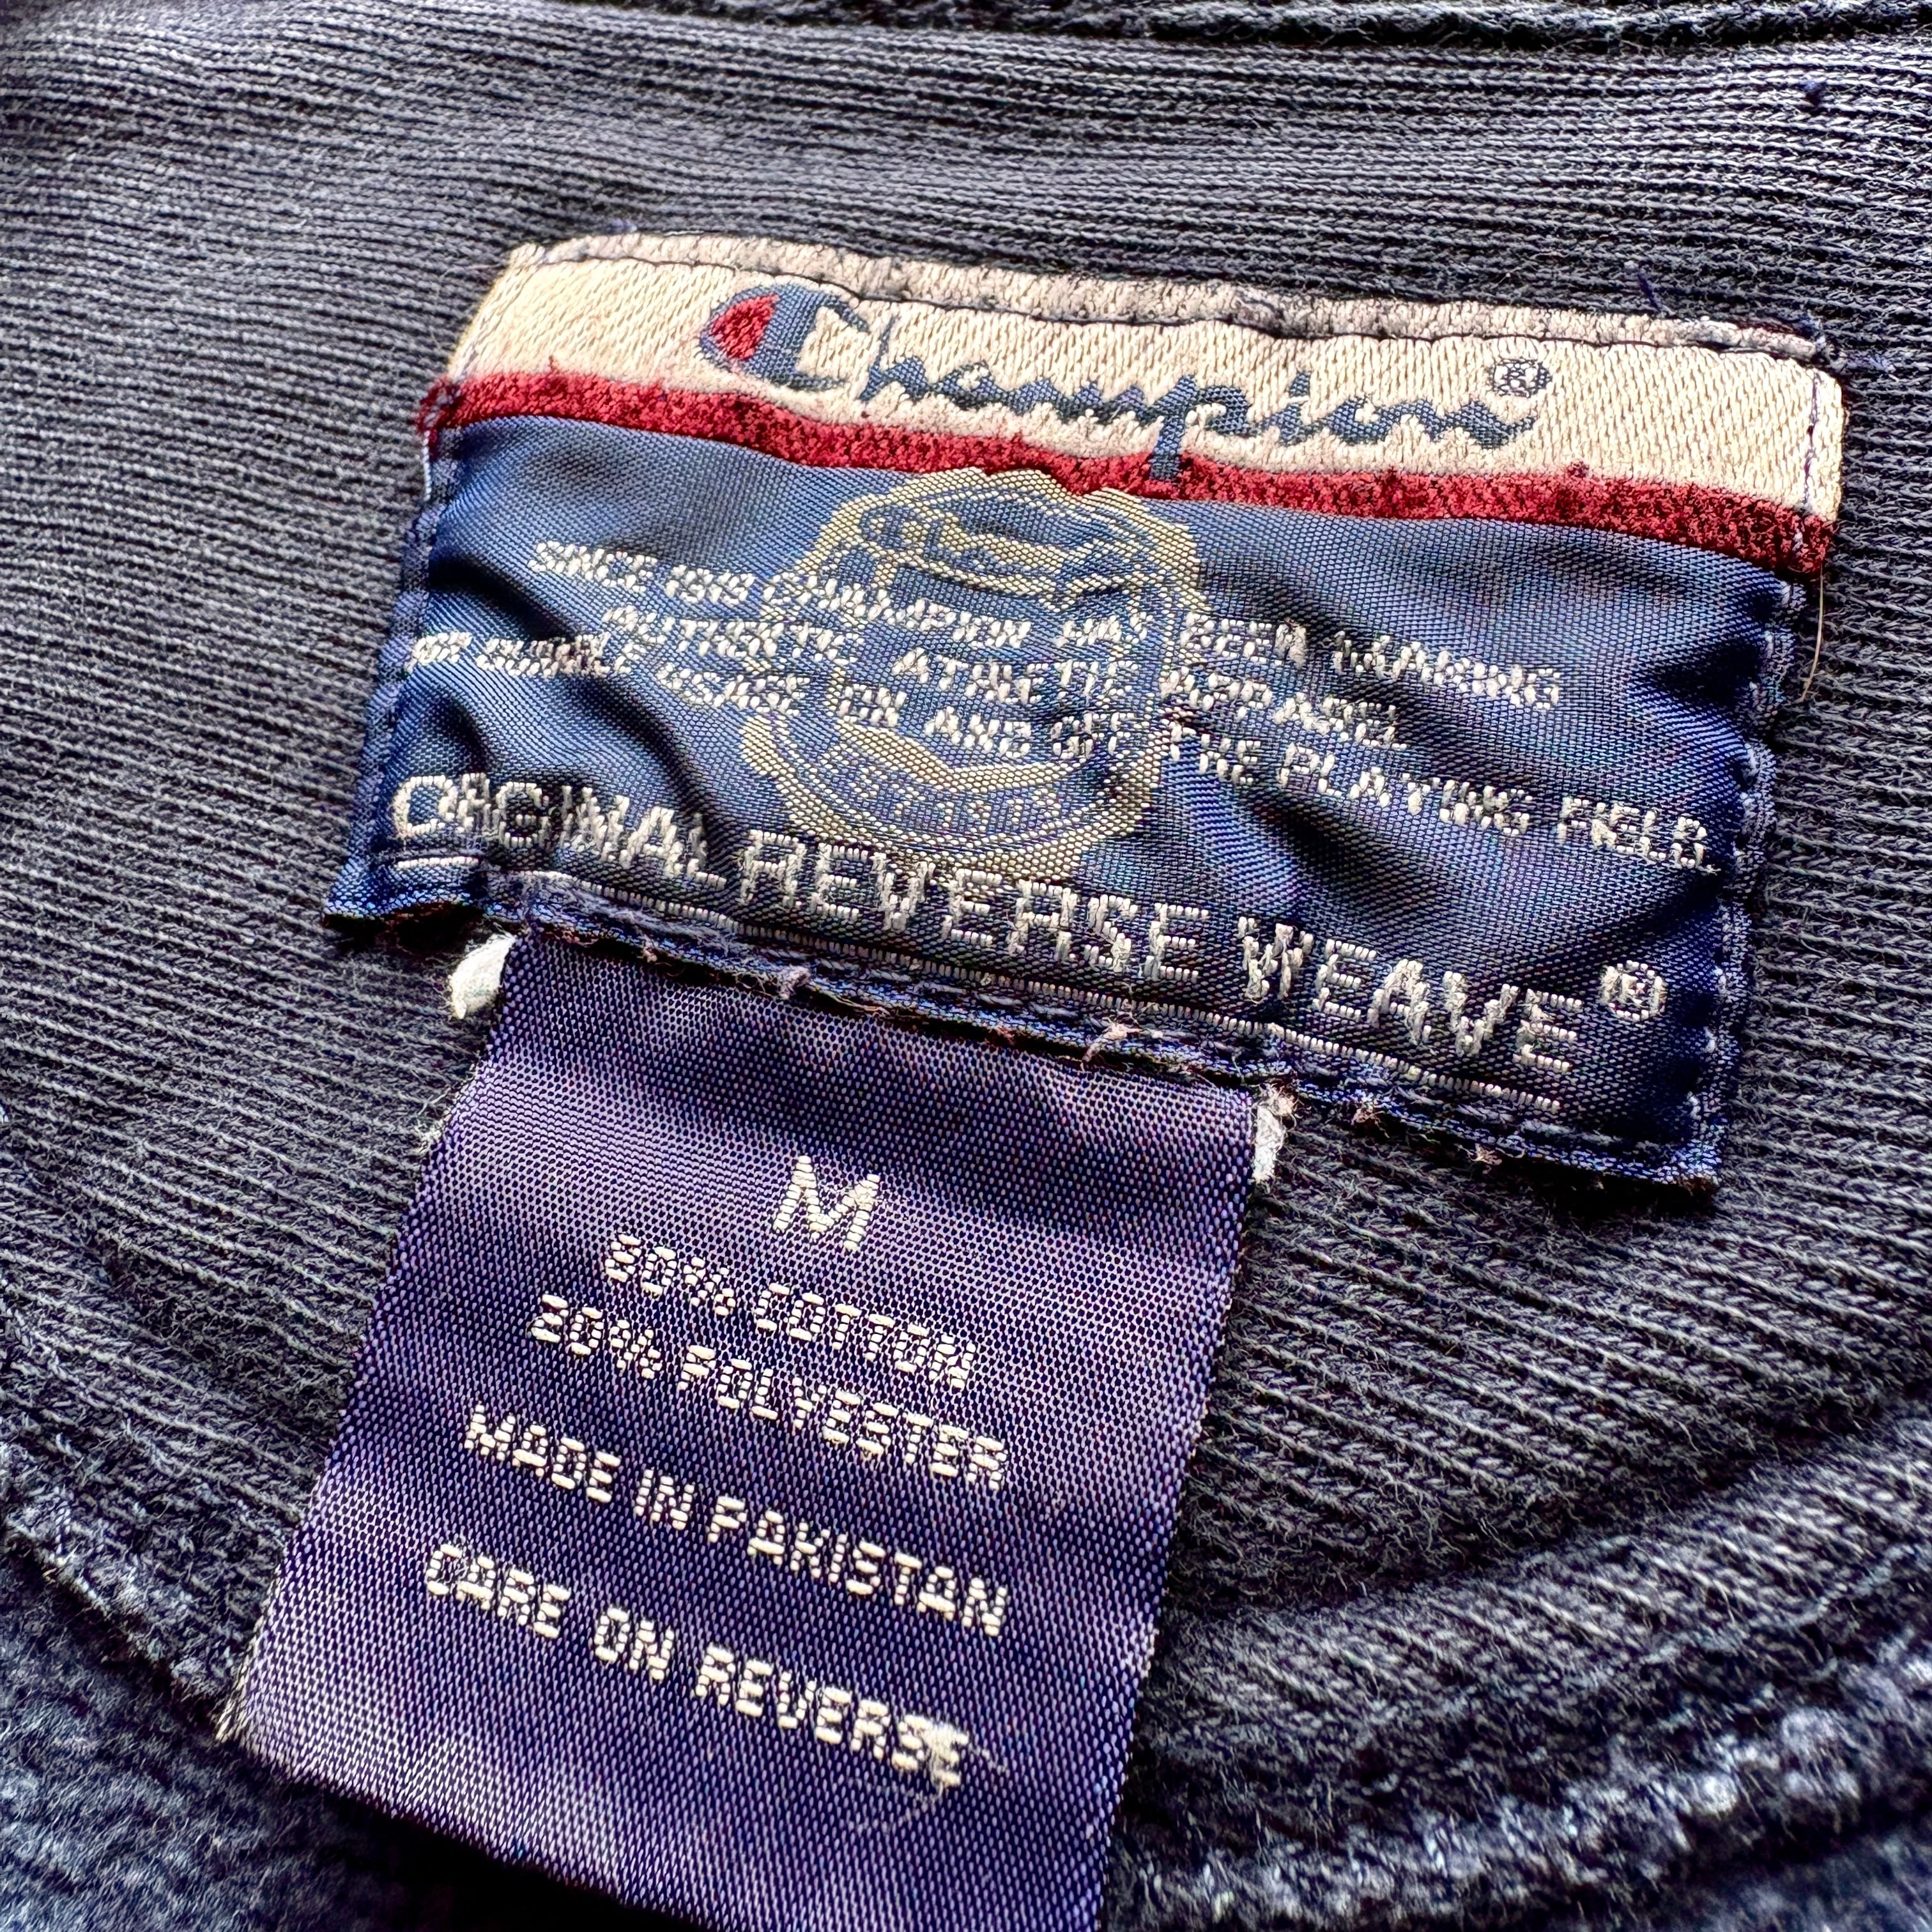 Champion®
SINCE 1919 CHAMPION HAS BEEN MAKING
AUTHENTIC ATHLETIC APPAREL
FOR DURABLE USAGE ON AND OFF THE PLAYING FIELD.
ORIGINAL REVERSE WEAVE®
M
80% COTTON
20% POLYESTER
MADE IN PAKISTAN
CARE ON REVERSE